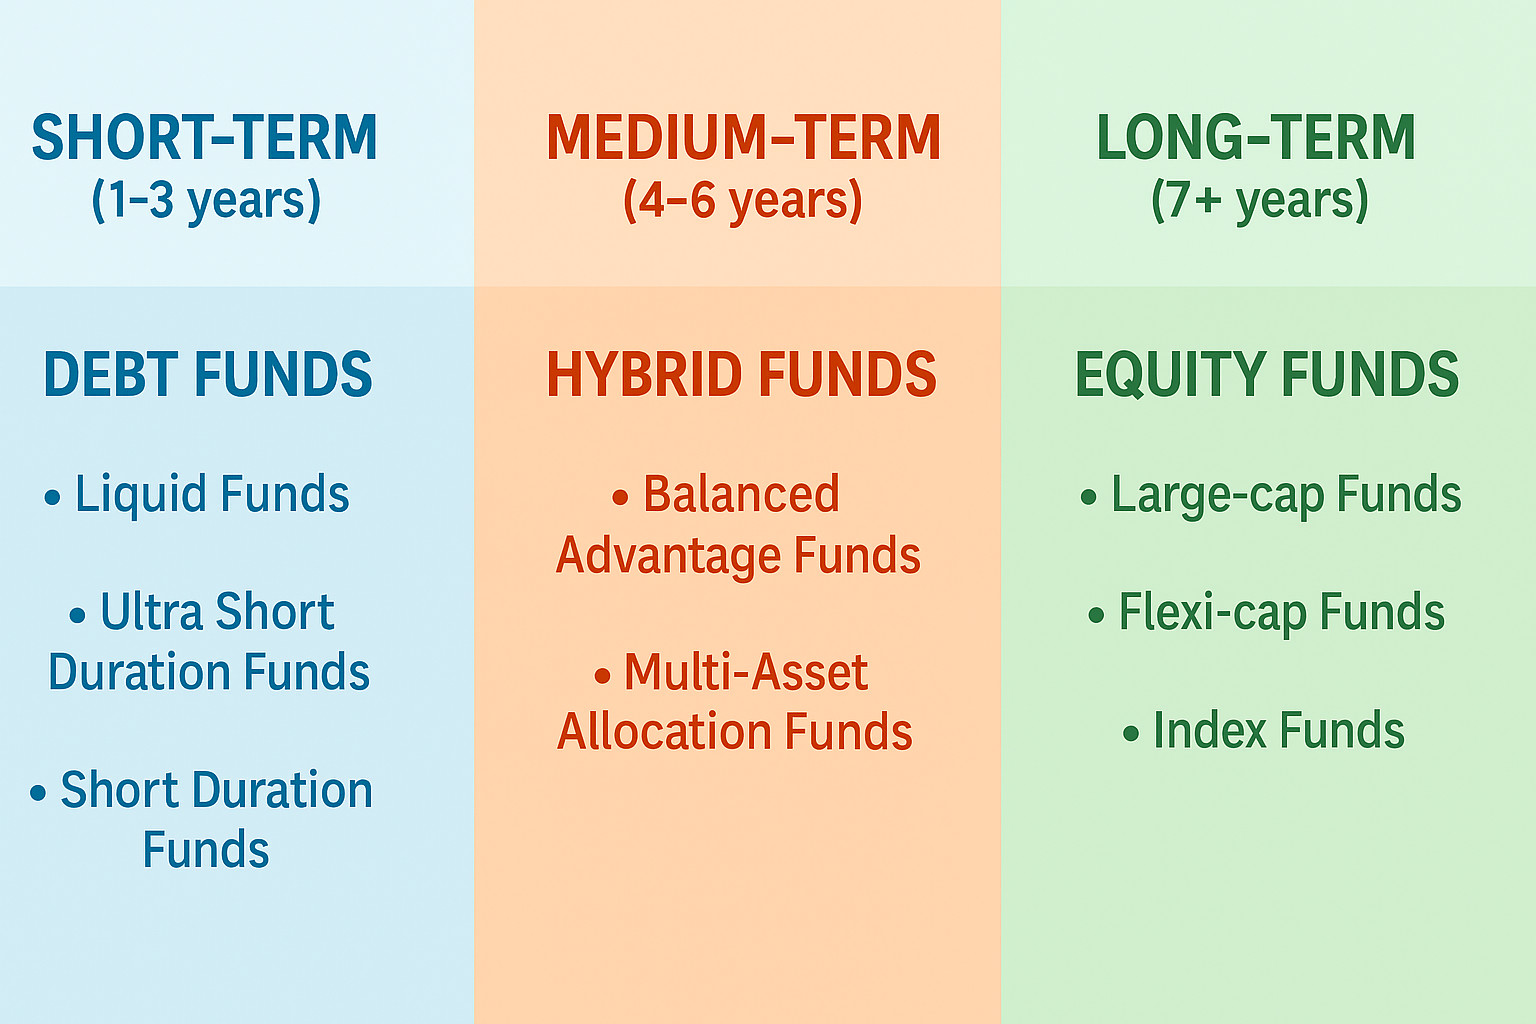 SHORT-TERM
(1-3 years)
DEBT FUNDS
• Liquid Funds
• Ultra Short
Duration Funds
• Short Duration
Funds
MEDIUM-TERM
(4-6 years)
HYBRID FUNDS
• Balanced
Advantage Funds
• Multi-Asset
Allocation Funds
LONG-TERM
(7+ years)
EQUITY FUNDS
• Large-cap Funds
• Flexi-cap Funds
• Index Funds